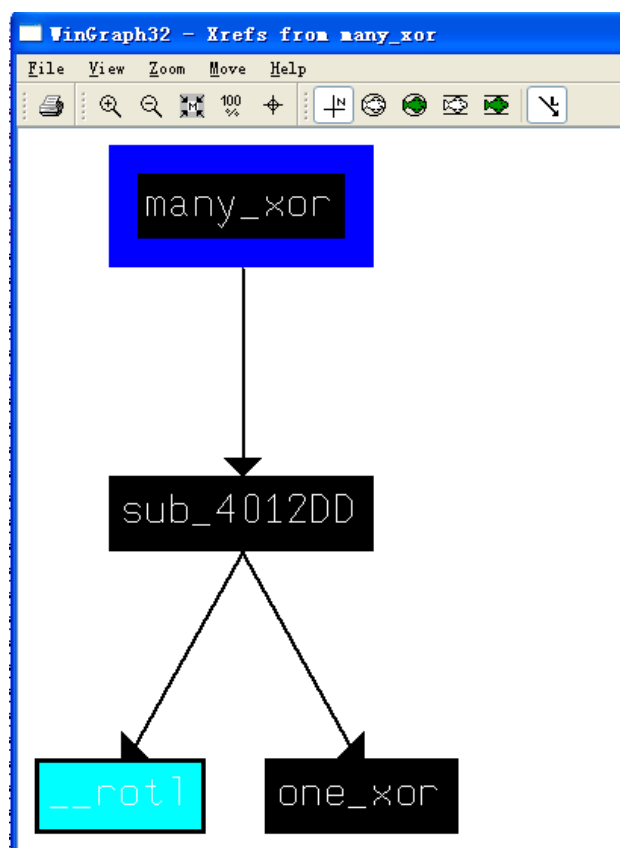 WinGraph32 - Xrefs from many_xor
File View Zoom Move Help
100 % N
many_xor
sub_4012DD
__rotl one_xor